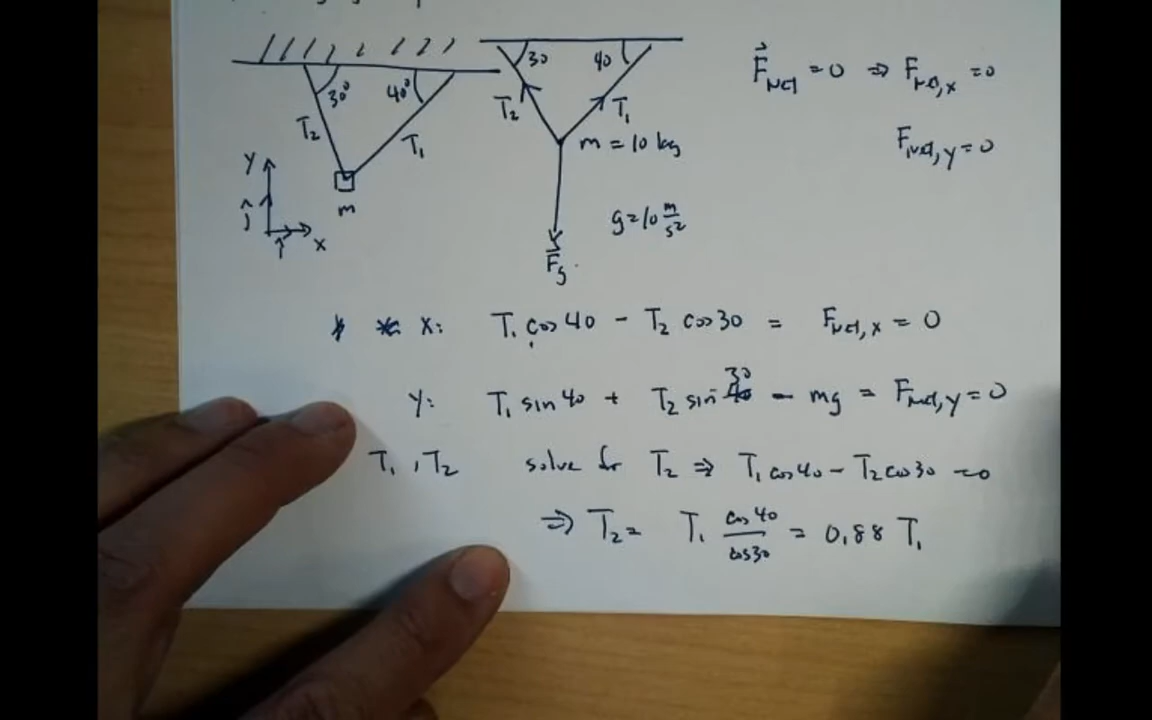 30 40
F⃗Net = 0 ⇒ FNet,x = 0
30° 40°
T2 T1
T2 T1
m = 10 kg
FNet,y = 0
y
ĵ
î x
m
g = 10 m/s²
F⃗g
x: T1 cos 40 - T2 cos 30 = FNet,x = 0
y: T1 sin 40 + T2 sin 30 - mg = FNet,y = 0
T1, T2 solve for T2 ⇒ T1 cos 40 - T2 cos 30 = 0
⇒ T2 = T1 cos 40 / cos 30 = 0,88 T1